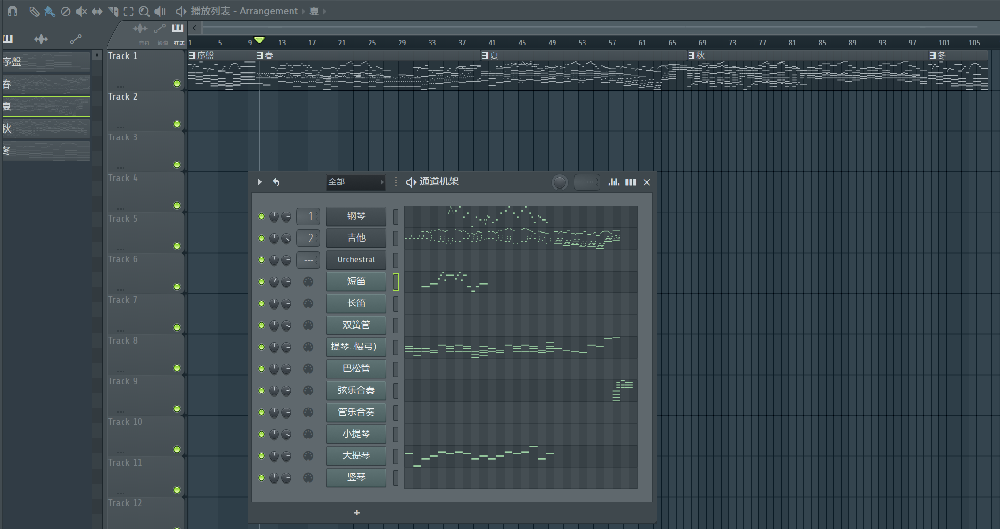 播放列表 - Arrangement 夏
音符 通道 样式
1 5 9 13 17 21 25 29 33 37 41 45 49 53 57 61 65 69 73 77 81 85 89 93 97 101 105
序盤
春
夏
秋
冬
Track 1
序盤 春 夏 秋 冬
Track 2
Track 3
Track 4
Track 5
Track 6
Track 7
Track 8
Track 9
Track 10
Track 11
Track 12
全部 通道机架
1 钢琴
2 吉他
--- Orchestral
短笛
长笛
双簧管
提琴..慢弓)
巴松管
弦乐合奏
管乐合奏
小提琴
大提琴
竖琴
+